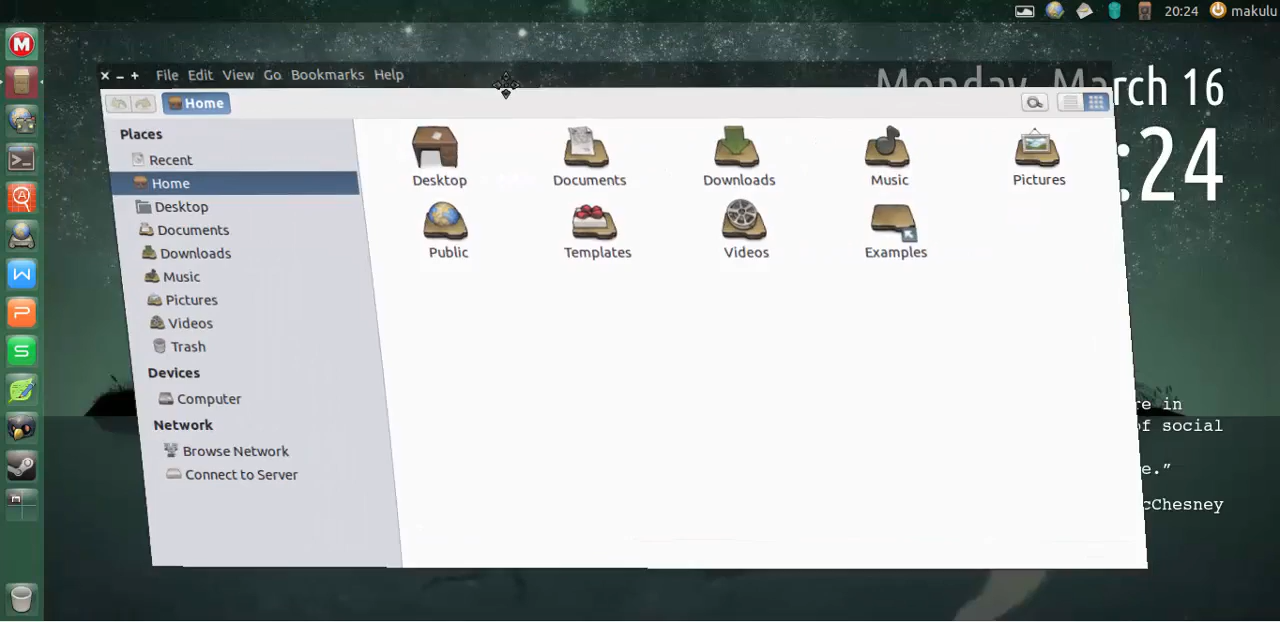 20:24 makulu
File Edit View Go Bookmarks Help
Monday, March 16
:24
Home
Places
Recent
Home
Desktop
Documents
Downloads
Music
Pictures
Videos
Trash
Devices
Computer
Network
Browse Network
Connect to Server
Desktop Documents Downloads Music Pictures
Public Templates Videos Examples
in
social
.”
cChesney
M
A
W
P
S